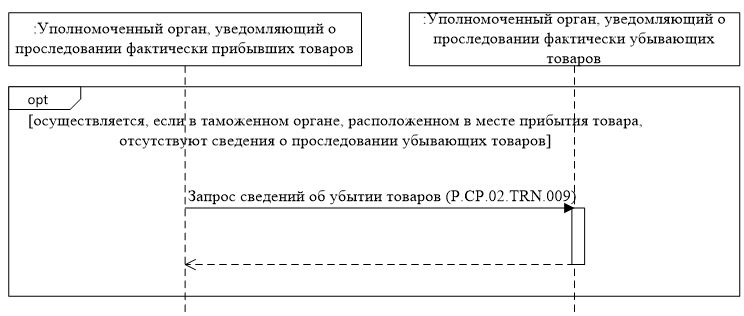 :Уполномоченный орган, уведомляющий о
проследовании фактически прибывших товаров
:Уполномоченный орган, уведомляющий о
проследовании фактически убывающих
товаров
opt
[осуществляется, если в таможенном органе, расположенном в месте прибытия товара,
отсутствуют сведения о проследовании убывающих товаров]
Запрос сведений об убытии товаров (P.CP.02.TRN.009)